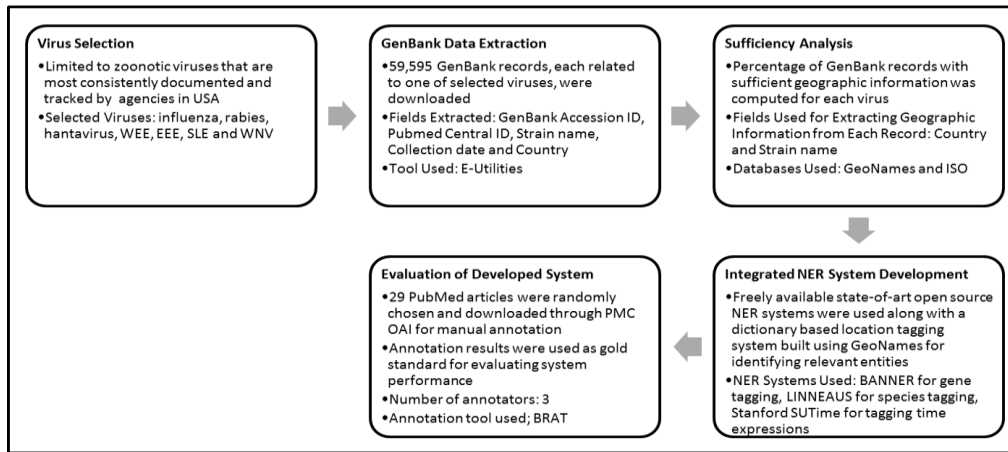 Virus Selection
•Limited to zoonotic viruses that are
most consistently documented and
tracked by agencies in USA
•Selected Viruses: influenza, rabies,
hantavirus, WEE, EEE, SLE and WNV
GenBank Data Extraction
•59,595 GenBank records, each related
to one of selected viruses, were
downloaded
•Fields Extracted: GenBank Accession ID,
Pubmed Central ID, Strain name,
Collection date and Country
•Tool Used: E-Utilities
Sufficiency Analysis
•Percentage of GenBank records with
sufficient geographic information was
computed for each virus
•Fields Used for Extracting Geographic
Information from Each Record: Country
and Strain name
•Databases Used: GeoNames and ISO
Integrated NER System Development
•Freely available state-of-art open source
NER systems were used along with a
dictionary based location tagging
system built using GeoNames for
identifying relevant entities
•NER Systems Used: BANNER for gene
tagging, LINNEAUS for species tagging,
Stanford SUTime for tagging time
expressions
Evaluation of Developed System
•29 PubMed articles were randomly
chosen and downloaded through PMC
OAI for manual annotation
•Annotation results were used as gold
standard for evaluating system
performance
•Number of annotators: 3
•Annotation tool used; BRAT